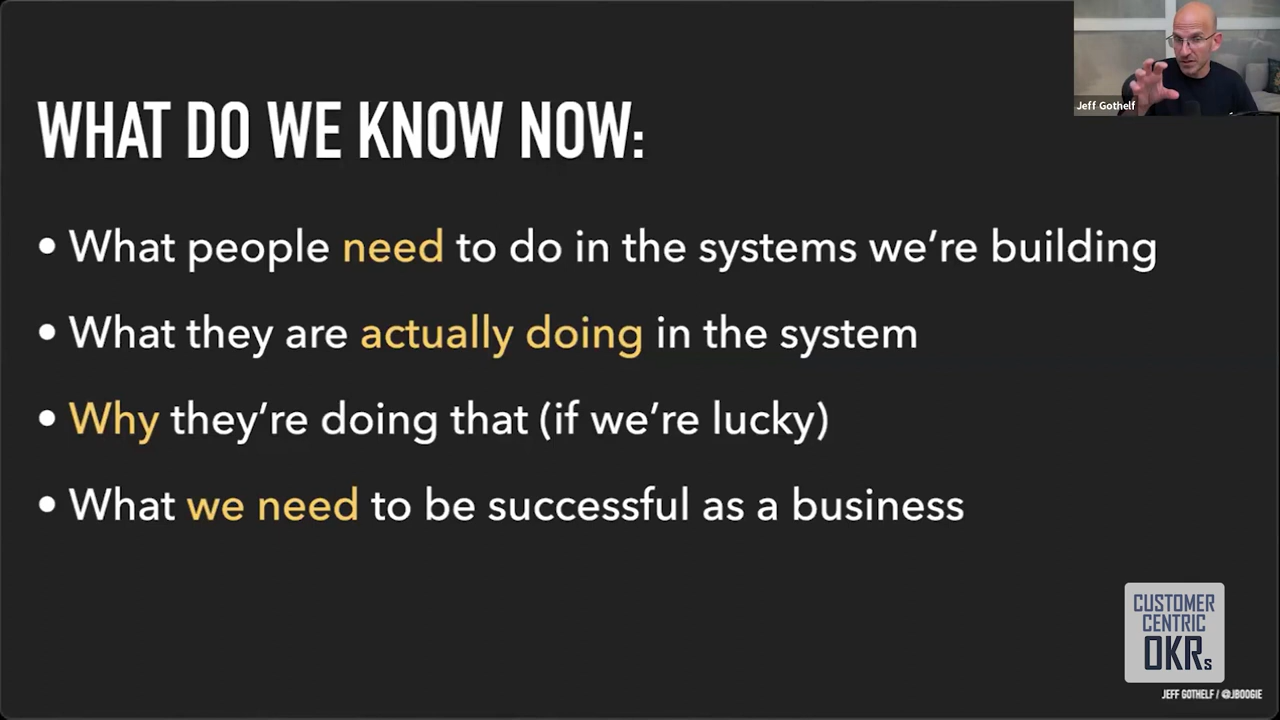 Jeff Gothelf
WHAT DO WE KNOW NOW:
• What people need to do in the systems we're building
• What they are actually doing in the system
• Why they're doing that (if we're lucky)
• What we need to be successful as a business
CUSTOMER
CENTRIC
OKRs
JEFF GOTHELF / @JBOOGIE